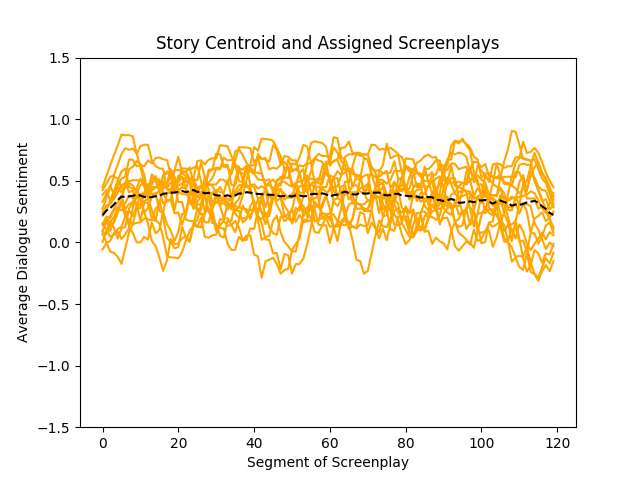 Story Centroid and Assigned Screenplays
1.5
1.0
0.5
0.0
−0.5
−1.0
−1.5
Average Dialogue Sentiment
0 20 40 60 80 100 120
Segment of Screenplay